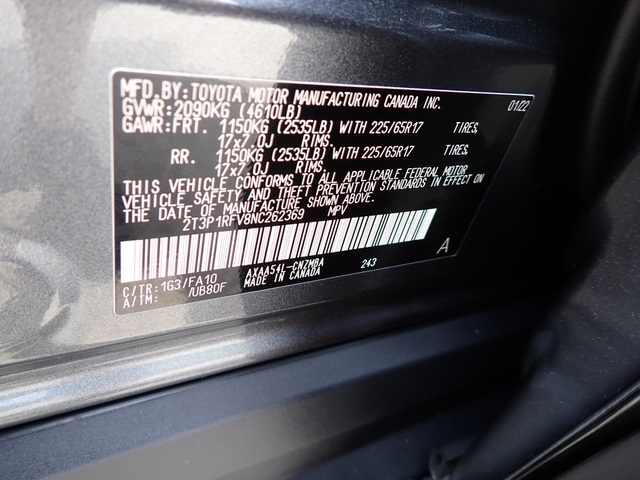 MFD. BY: TOYOTA MOTOR MANUFACTURING CANADA INC. 01/22
GVWR: 2090KG (4610LB)
GAWR: FRT. 1150KG (2535LB) WITH 225/65R17 TIRES,
17x7.0J RIMS.
RR. 1150KG (2535LB) WITH 225/65R17 TIRES,
17x7.0J RIMS.
THIS VEHICLE CONFORMS TO ALL APPLICABLE FEDERAL MOTOR
VEHICLE SAFETY AND THEFT PREVENTION STANDARDS IN EFFECT ON
THE DATE OF MANUFACTURE SHOWN ABOVE.
2T3P1RFV8NC262369 MPV
A
C/TR: 1G3/FA10 AXAA54L-CNZMBA 243
A/TM: /UB80F MADE IN CANADA